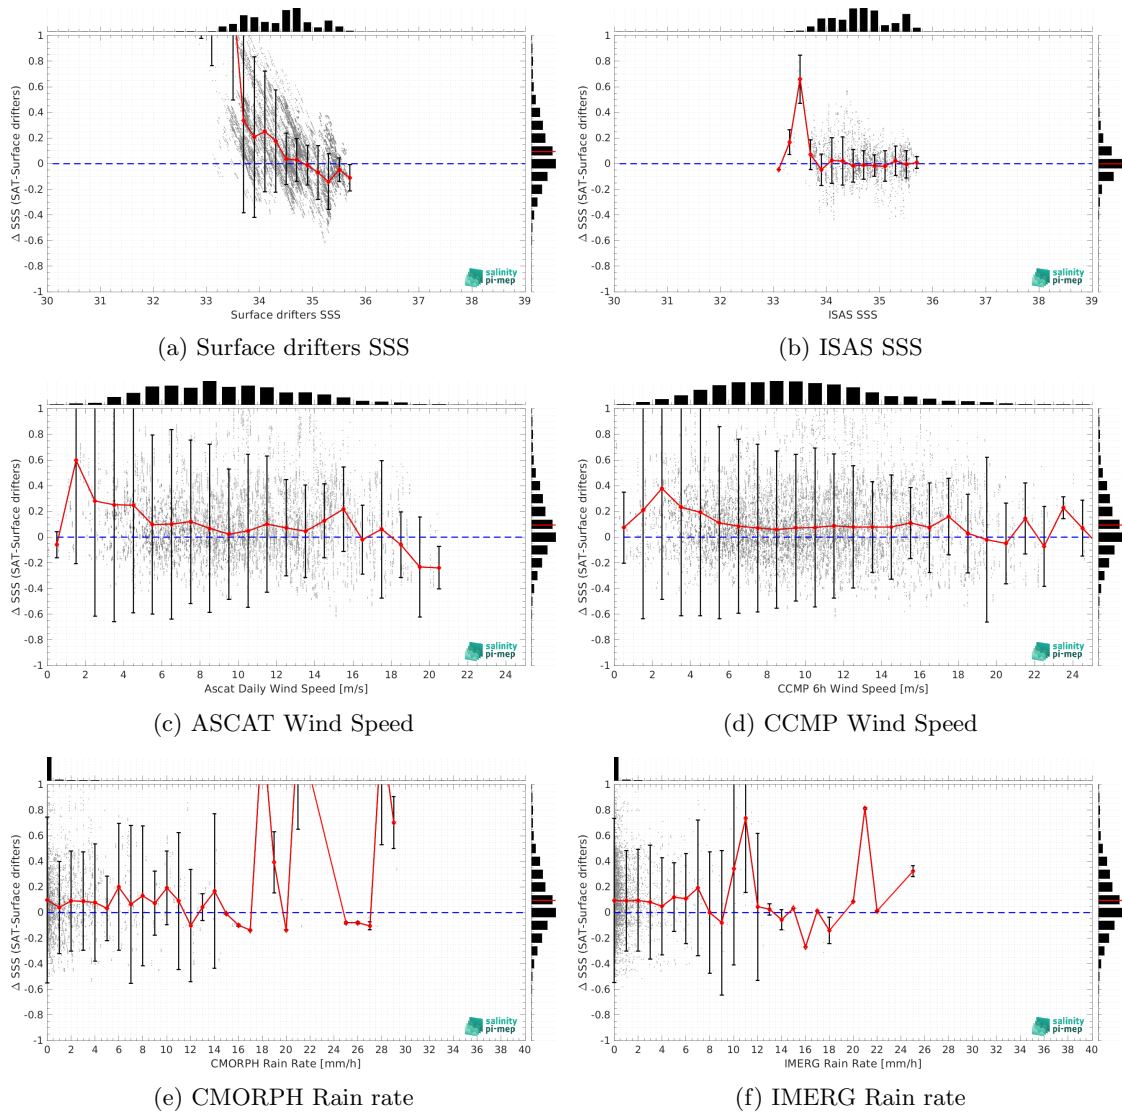 1
0.8
0.6
0.4
0.2
0
-0.2
-0.4
-0.6
-0.8
-1
Δ SSS (SAT-Surface drifters)
salinity
pi-mep
30 31 32 33 34 35 36 37 38 39
Surface drifters SSS
(a) Surface drifters SSS
1
0.8
0.6
0.4
0.2
0
-0.2
-0.4
-0.6
-0.8
-1
Δ SSS (SAT-Surface drifters)
salinity
pi-mep
30 31 32 33 34 35 36 37 38 39
ISAS SSS
(b) ISAS SSS
1
0.8
0.6
0.4
0.2
0
-0.2
-0.4
-0.6
-0.8
-1
Δ SSS (SAT-Surface drifters)
salinity
pi-mep
0 2 4 6 8 10 12 14 16 18 20 22 24
Ascat Daily Wind Speed [m/s]
(c) ASCAT Wind Speed
1
0.8
0.6
0.4
0.2
0
-0.2
-0.4
-0.6
-0.8
-1
Δ SSS (SAT-Surface drifters)
salinity
pi-mep
0 2 4 6 8 10 12 14 16 18 20 22 24
CCMP 6h Wind Speed [m/s]
(d) CCMP Wind Speed
1
0.8
0.6
0.4
0.2
0
-0.2
-0.4
-0.6
-0.8
-1
Δ SSS (SAT-Surface drifters)
salinity
pi-mep
0 2 4 6 8 10 12 14 16 18 20 22 24 26 28 30 32 34 36 38 40
CMORPH Rain Rate [mm/h]
(e) CMORPH Rain rate
1
0.8
0.6
0.4
0.2
0
-0.2
-0.4
-0.6
-0.8
-1
Δ SSS (SAT-Surface drifters)
salinity
pi-mep
0 2 4 6 8 10 12 14 16 18 20 22 24 26 28 30 32 34 36 38 40
IMERG Rain Rate [mm/h]
(f) IMERG Rain rate